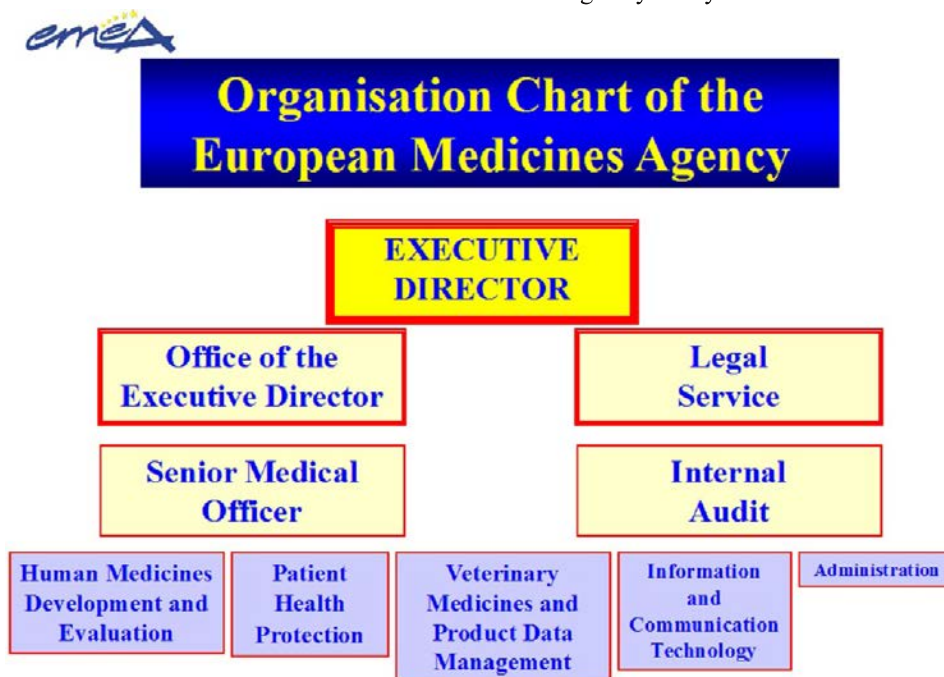 emeA
Organisation Chart of the
European Medicines Agency
EXECUTIVE
DIRECTOR
Office of the
Executive Director
Legal
Service
Senior Medical
Officer
Internal
Audit
Human Medicines
Development and
Evaluation
Patient
Health
Protection
Veterinary
Medicines and
Product Data
Management
Information
and
Communication
Technology
Administration